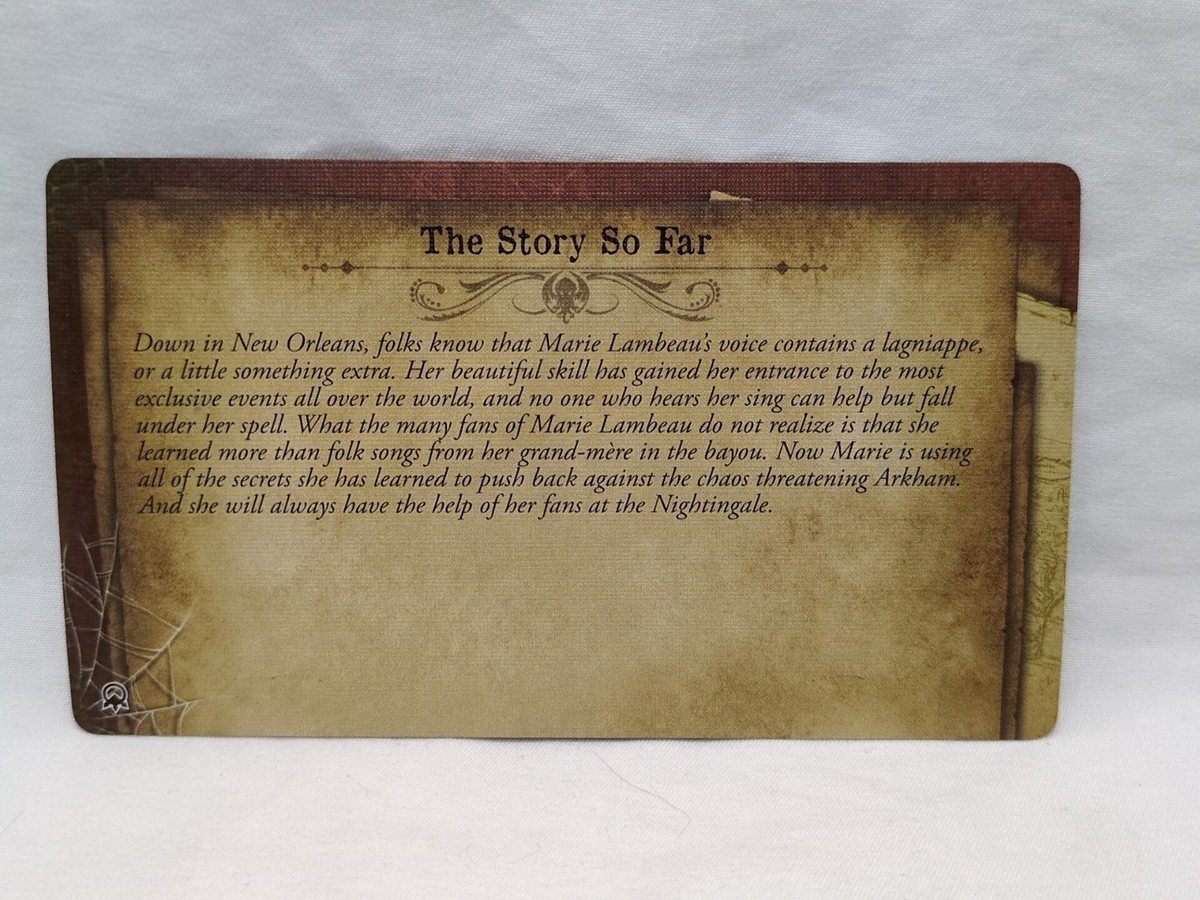 The Story So Far
Down in New Orleans, folks know that Marie Lambeau's voice contains a lagniappe,
or a little something extra. Her beautiful skill has gained her entrance to the most
exclusive events all over the world, and no one who hears her sing can help but fall
under her spell. What the many fans of Marie Lambeau do not realize is that she
learned more than folk songs from her grand-mère in the bayou. Now Marie is using
all of the secrets she has learned to push back against the chaos threatening Arkham.
And she will always have the help of her fans at the Nightingale.